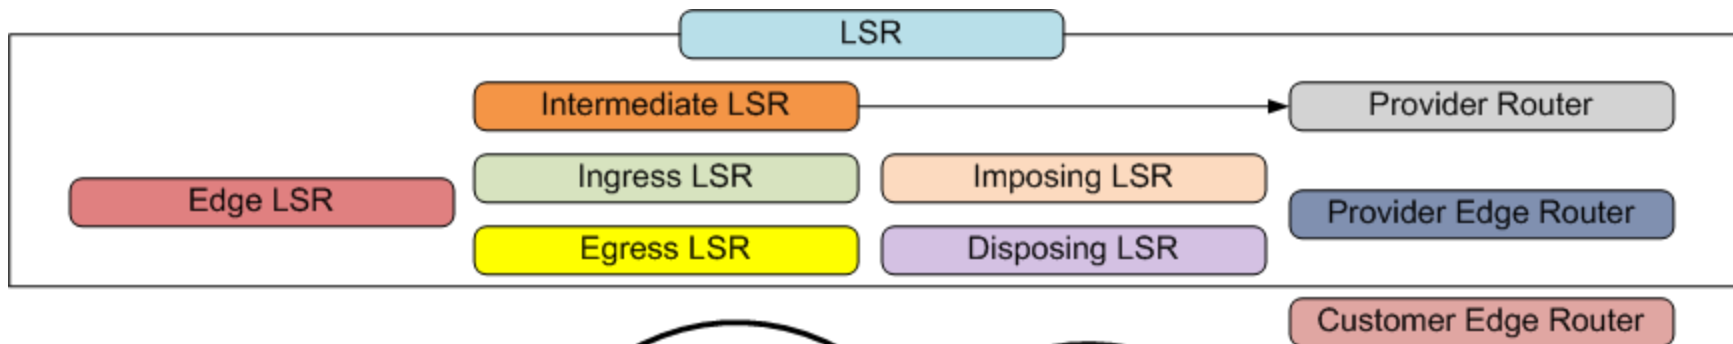 LSR
Intermediate LSR
Provider Router
Ingress LSR
Imposing LSR
Edge LSR
Provider Edge Router
Egress LSR
Disposing LSR
Customer Edge Router